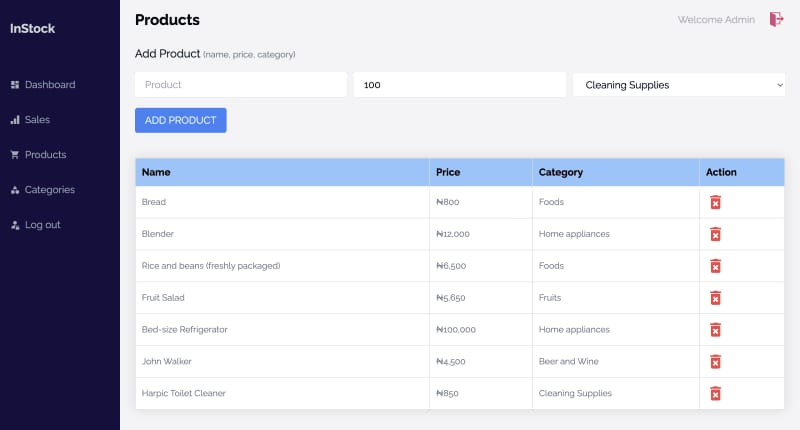 InStock
Dashboard
Sales
Products
Categories
Log out
Products
Welcome Admin
Add Product (name, price, category)
Product
100
Cleaning Supplies
ADD PRODUCT
Name Price Category Action
Bread ₦800 Foods
Blender ₦12,000 Home appliances
Rice and beans (freshly packaged) ₦6,500 Foods
Fruit Salad ₦5,650 Fruits
Bed-size Refrigerator ₦100,000 Home appliances
John Walker ₦4,500 Beer and Wine
Harpic Toilet Cleaner ₦850 Cleaning Supplies